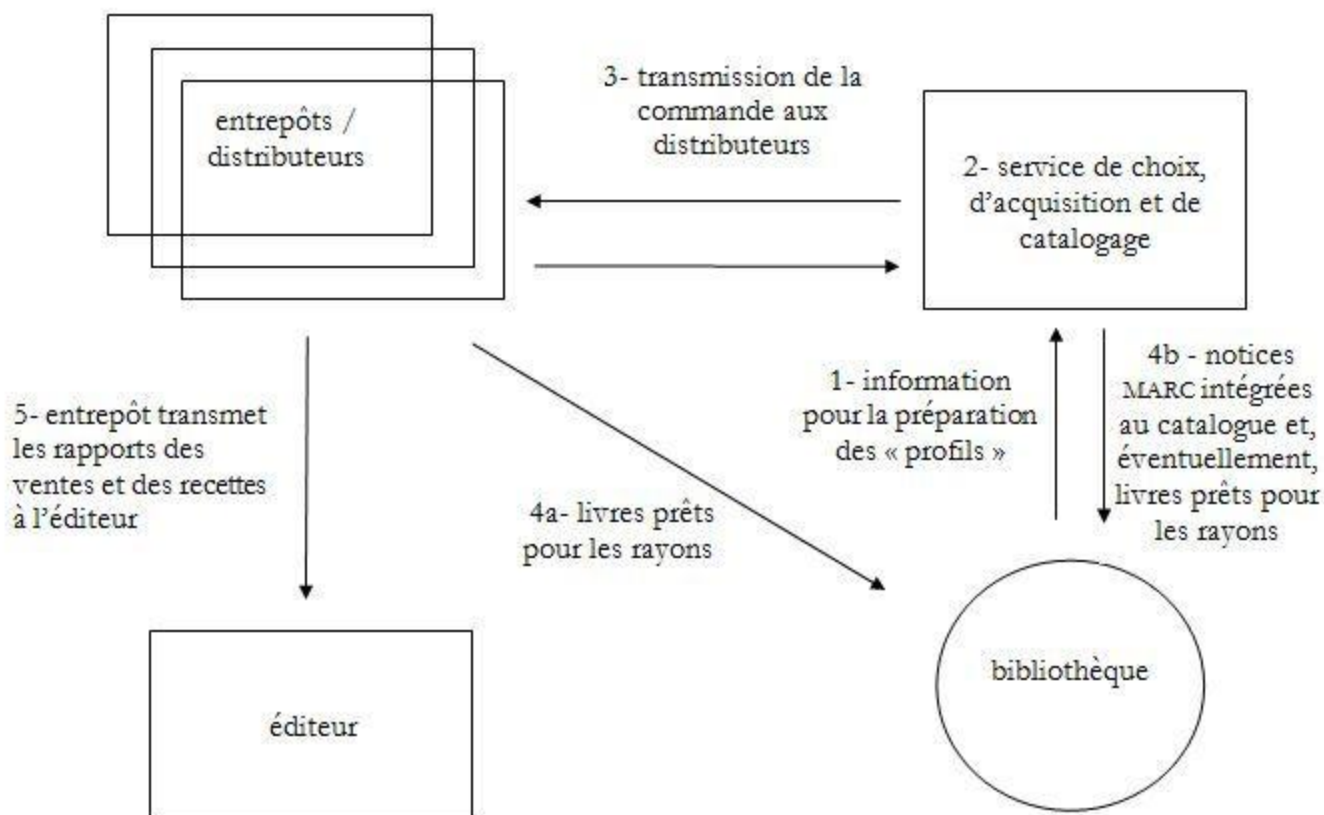 entrepôts /
distributeurs
3- transmission de la
commande aux
distributeurs
2- service de choix,
d’acquisition et de
catalogage
5- entrepôt transmet
les rapports des
ventes et des recettes
à l’éditeur
4a- livres prêts
pour les rayons
1- information
pour la préparation
des « profils »
4b - notices
MARC intégrées
au catalogue et,
éventuellement,
livres prêts pour
les rayons
éditeur
bibliothèque